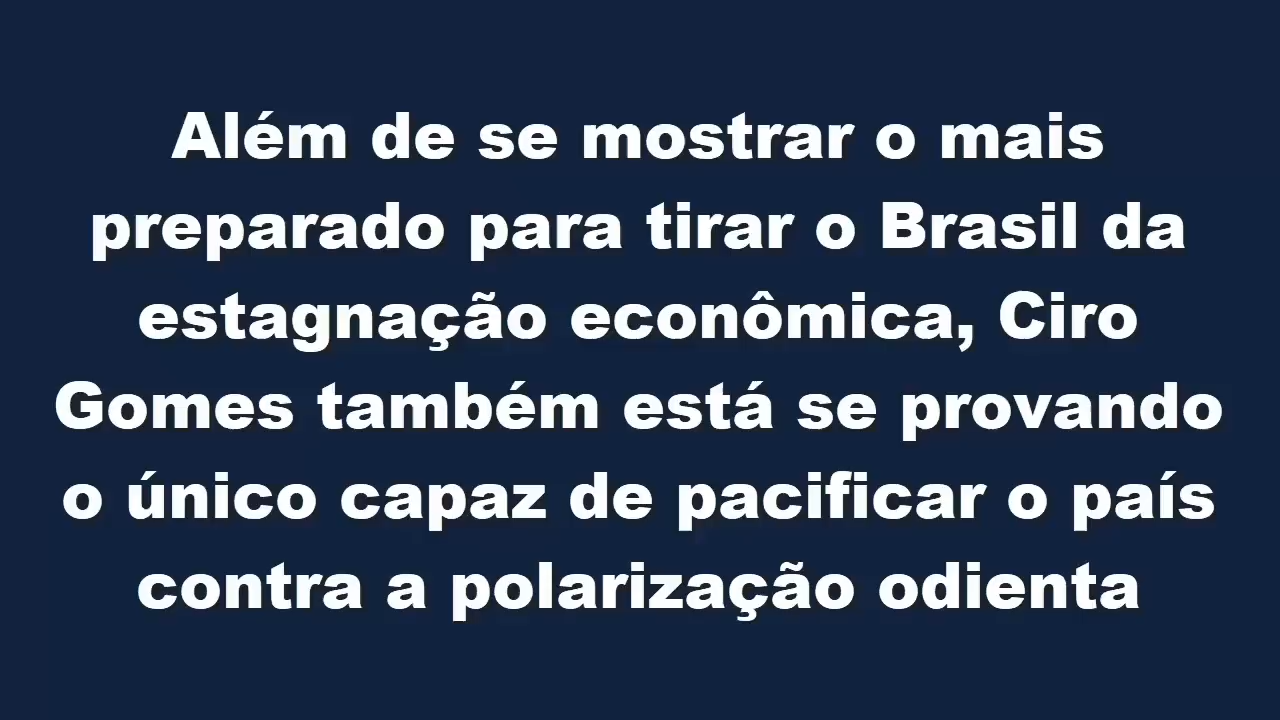 Além de se mostrar o mais
preparado para tirar o Brasil da
estagnação econômica, Ciro
Gomes também está se provando
o único capaz de pacificar o país
contra a polarização odienta